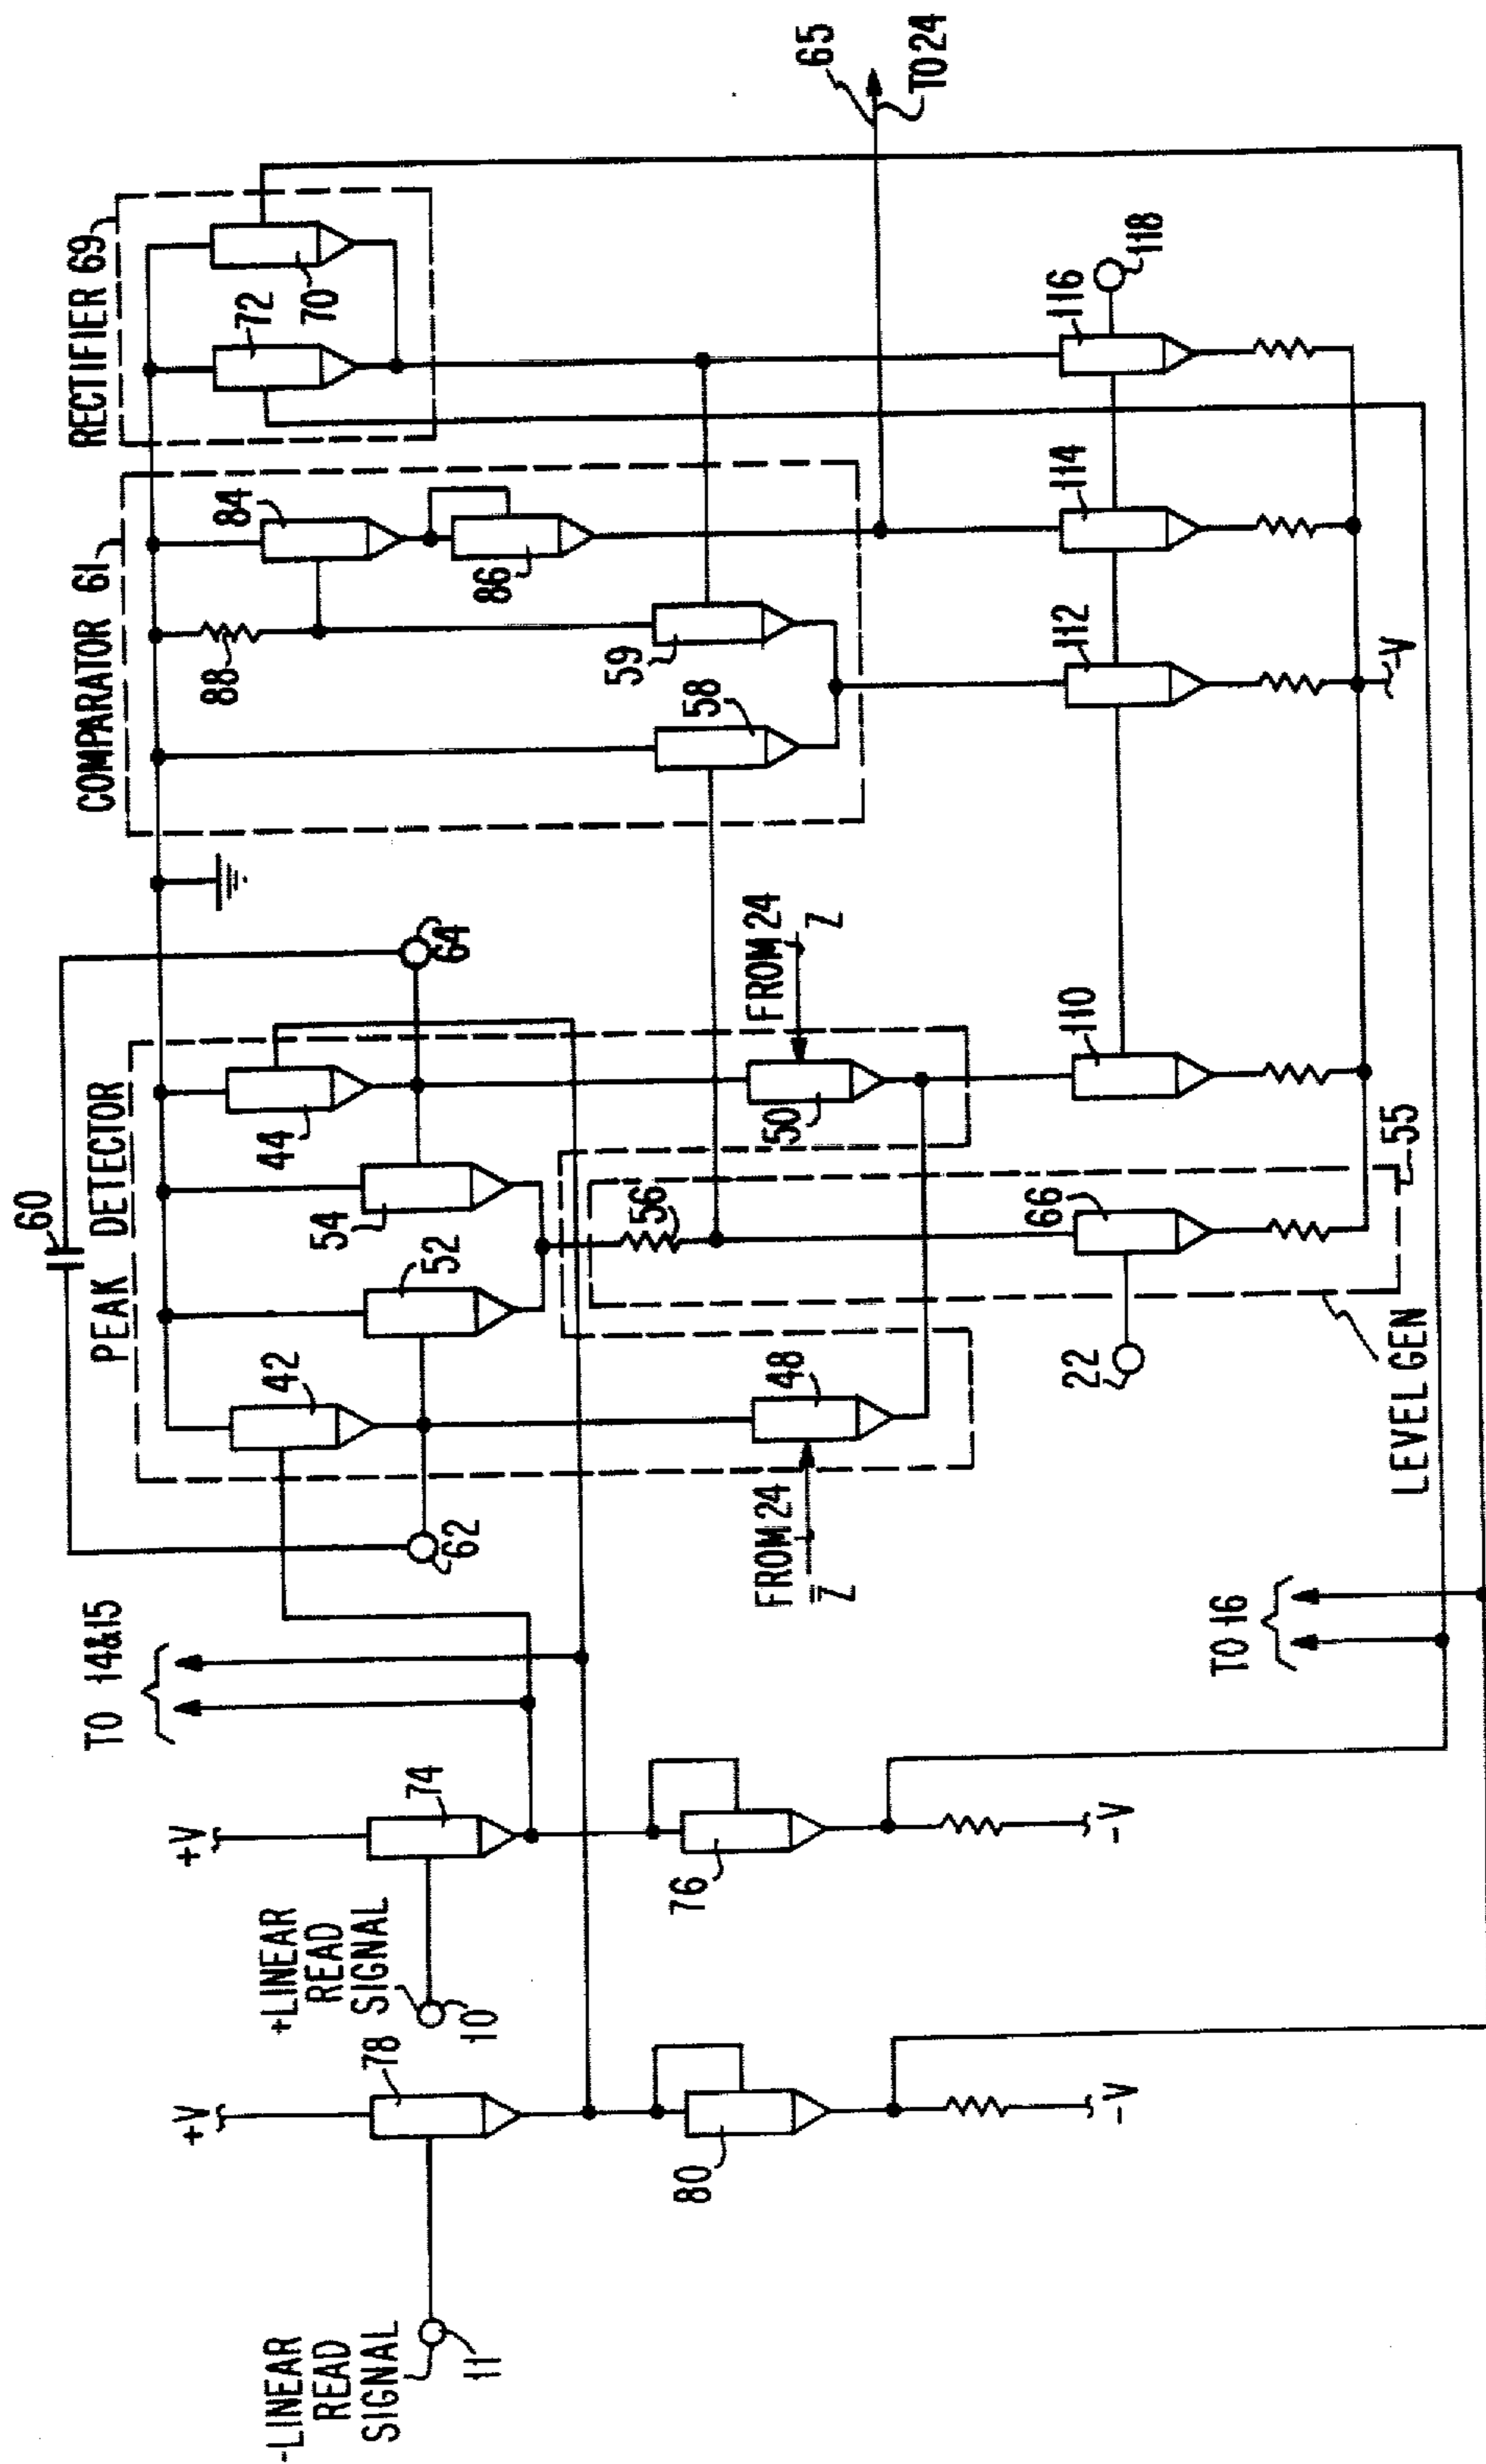 -LINEAR
READ
SIGNAL
11
+V
78
80
-V
+LINEAR
READ
SIGNAL
10
+V
74
76
-V
TO 14&15
TO 16
62
60
64
PEAK DETECTOR
42
52
54
44
48
FROM 24
Z̅
50
FROM 24
Z
56
22
66
LEVEL GEN
55
110
COMPARATOR 61
88
84
86
58
59
112
114
-V
RECTIFIER 69
72
70
116
118
65
TO 24